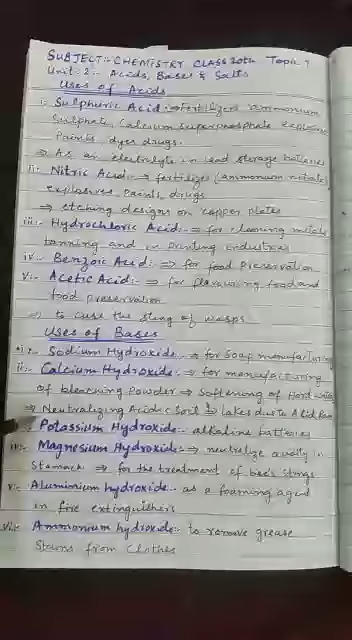 SUBJECT:- CHEMISTRY CLASS 10th Topic ?
Unit 2:- Acids, Bases & Salts
Uses of Acids
i:- Sulphuric Acid:⇒ Fertilizers ammonium
Sulphate, Calcium superphosphate explosive
Paints dyes drugs.
⇒ As an electrolyte in lead storage batteries
ii:- Nitric Acid:- ⇒ fertilizer (ammonium nitrate)
explosives, Paints, drugs
⇒ etching designs on copper plates
iii:- Hydrochloric Acid:- ⇒ for cleaning metals
tanning and in printing industries
iv:- Benzoic Acid:- ⇒ for food Preservation
v:- Acetic Acid:- ⇒ for flavouring food and
food preservation
⇒ to cure the sting of wasps
Uses of Bases
i:- Sodium Hydroxide:- ⇒ for Soap manufacturing
ii:- Calcium Hydroxide:- ⇒ for manufacturing
of bleaching Powder ⇒ Softening of Hard water
⇒ Neutralizing Acidic Soil & lakes due to Acid Rain
Potassium Hydroxide:- alkaline batteries
Magnesium Hydroxide:- ⇒ neutralize acidity in
Stomach ⇒ for the treatment of bee's stings
v:- Aluminium hydroxide:- as a foaming agent
in fire extinguishers
vi:- Ammonium hydroxide:- to remove grease
Stains from Clothes